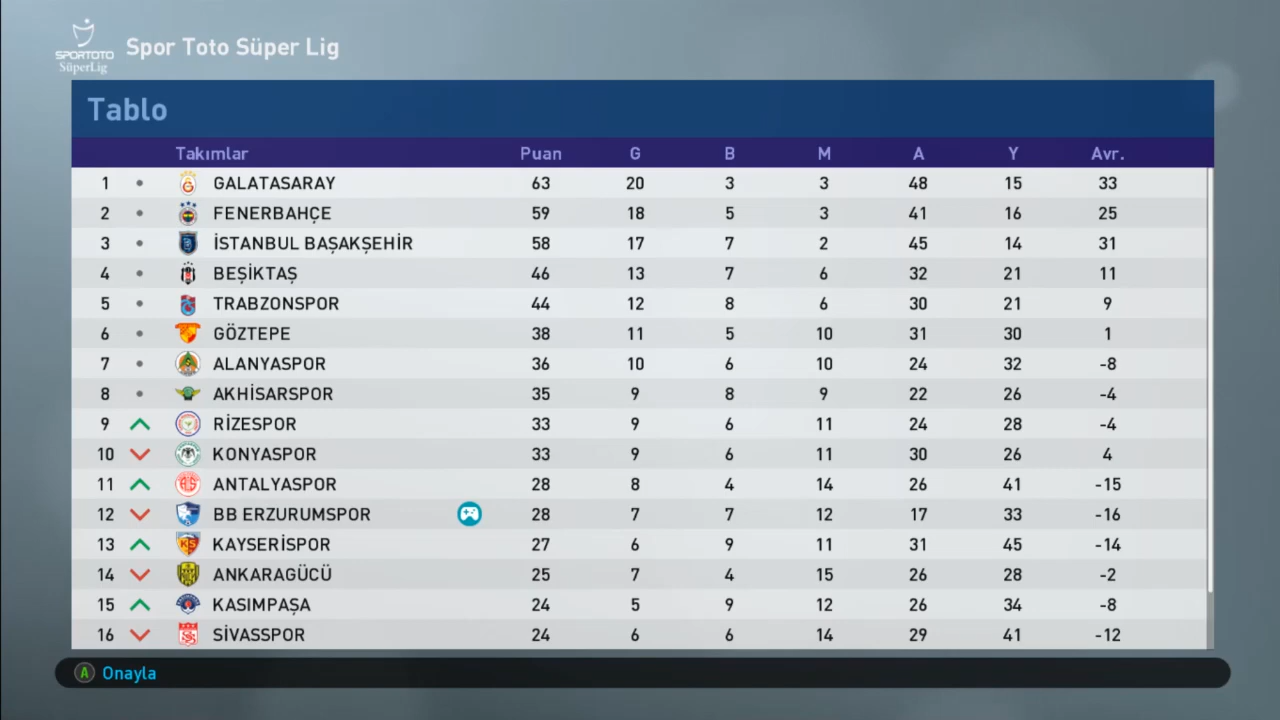 SPORTOTO
SüperLig
Spor Toto Süper Lig
Tablo
Takımlar Puan G B M A Y Avr.
1 GALATASARAY 63 20 3 3 48 15 33
2 FENERBAHÇE 59 18 5 3 41 16 25
3 İSTANBUL BAŞAKŞEHİR 58 17 7 2 45 14 31
4 BEŞİKTAŞ 46 13 7 6 32 21 11
5 TRABZONSPOR 44 12 8 6 30 21 9
6 GÖZTEPE 38 11 5 10 31 30 1
7 ALANYASPOR 36 10 6 10 24 32 -8
8 AKHİSARSPOR 35 9 8 9 22 26 -4
9 RİZESPOR 33 9 6 11 24 28 -4
10 KONYASPOR 33 9 6 11 30 26 4
11 ANTALYASPOR 28 8 4 14 26 41 -15
12 BB ERZURUMSPOR 28 7 7 12 17 33 -16
13 KAYSERİSPOR 27 6 9 11 31 45 -14
14 ANKARAGÜCÜ 25 7 4 15 26 28 -2
15 KASIMPAŞA 24 5 9 12 26 34 -8
16 SİVASSPOR 24 6 6 14 29 41 -12
A Onayla